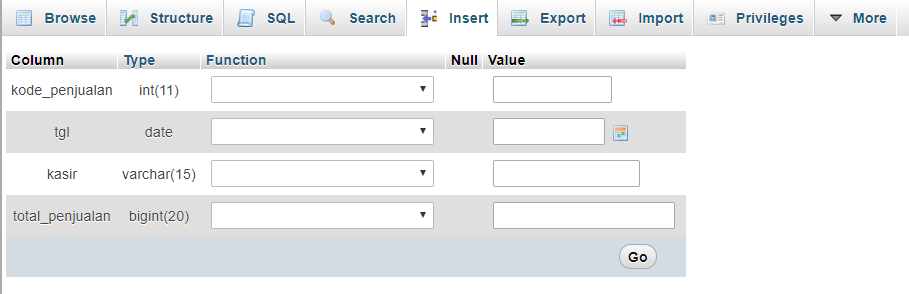 Browse Structure SQL Search Insert Export Import Privileges More
Column Type Function Null Value
kode_penjualan int(11)
tgl date
kasir varchar(15)
total_penjualan bigint(20)
Go